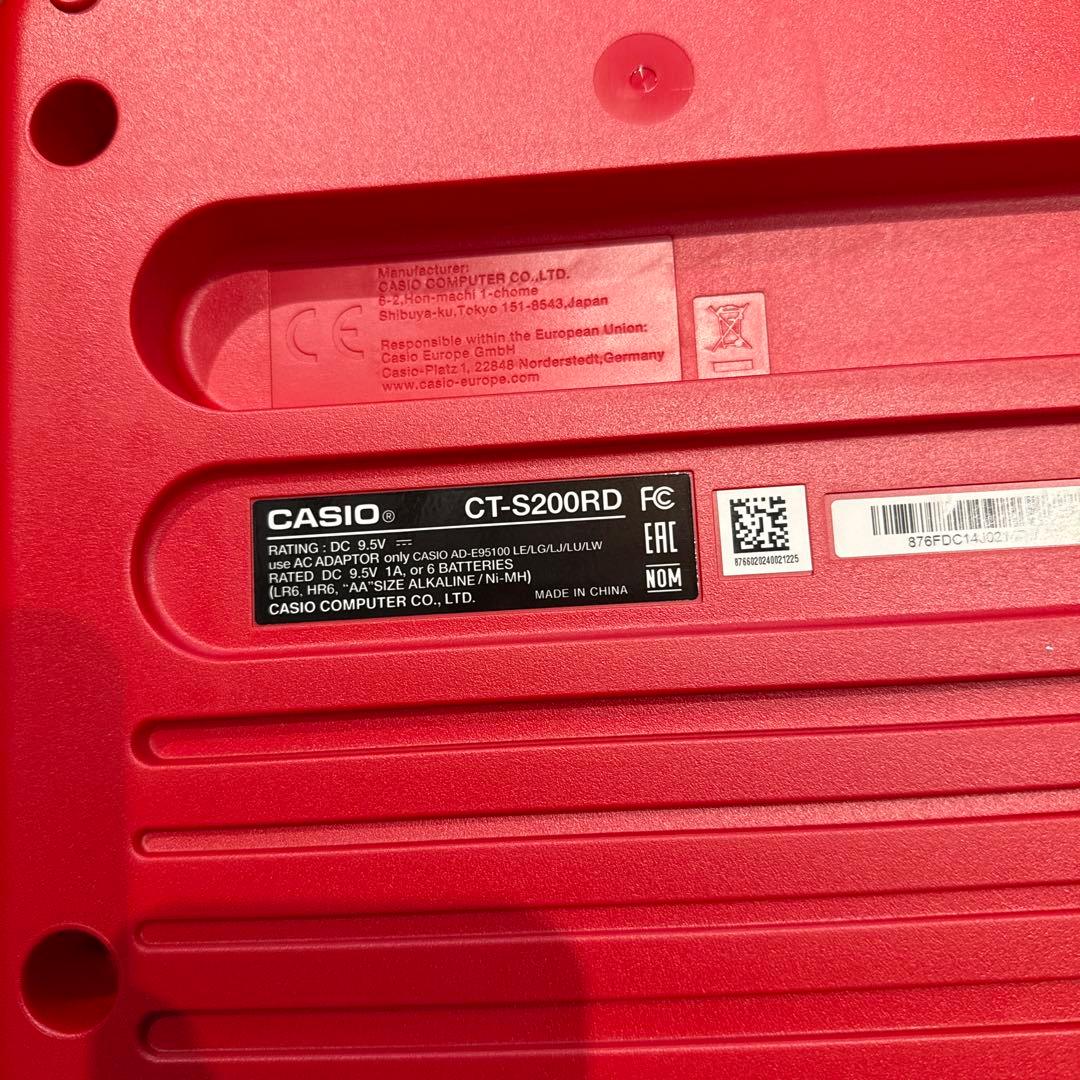 Manufacturer:
CASIO COMPUTER CO.,LTD.
6-2,Hon-machi 1-chome
Shibuya-ku,Tokyo 151-8543,Japan
CE
Responsible within the European Union:
Casio Europe GmbH
Casio-Platz 1, 22848 Norderstedt,Germany
www.casio-europe.com
CASIO® CT-S200RD FC
RATING : DC 9.5V
use AC ADAPTOR only CASIO AD-E95100 LE/LG/LJ/LU/LW
RATED DC 9.5V 1A, or 6 BATTERIES
(LR6, HR6, "AA"SIZE ALKALINE / Ni-MH)
CASIO COMPUTER CO., LTD. MADE IN CHINA
EAC
NOM
8766020240021225